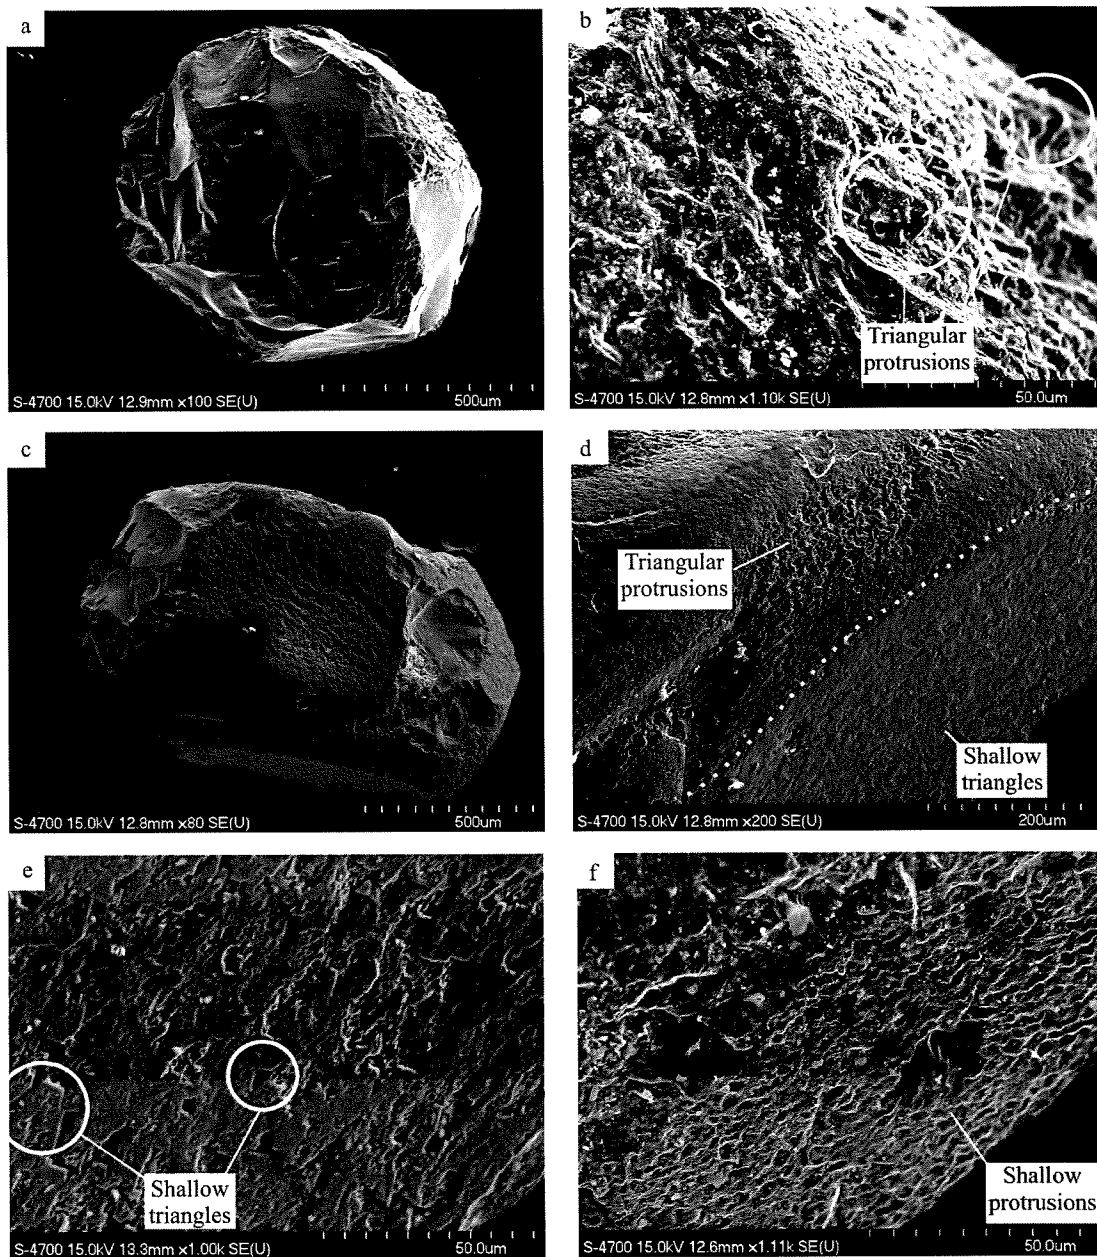 a
S-4700 15.0kV 12.9mm x100 SE(U)
500um
b
Triangular
protrusions
S-4700 15.0kV 12.8mm x1.10k SE(U)
50.0um
c
S-4700 15.0kV 12.8mm x80 SE(U)
500um
d
Triangular
protrusions
Shallow
triangles
S-4700 15.0kV 12.8mm x200 SE(U)
200um
e
Shallow
triangles
S-4700 15.0kV 13.3mm x1.00k SE(U)
50.0um
f
Shallow
protrusions
S-4700 15.0kV 12.6mm x1.11k SE(U)
50.0um